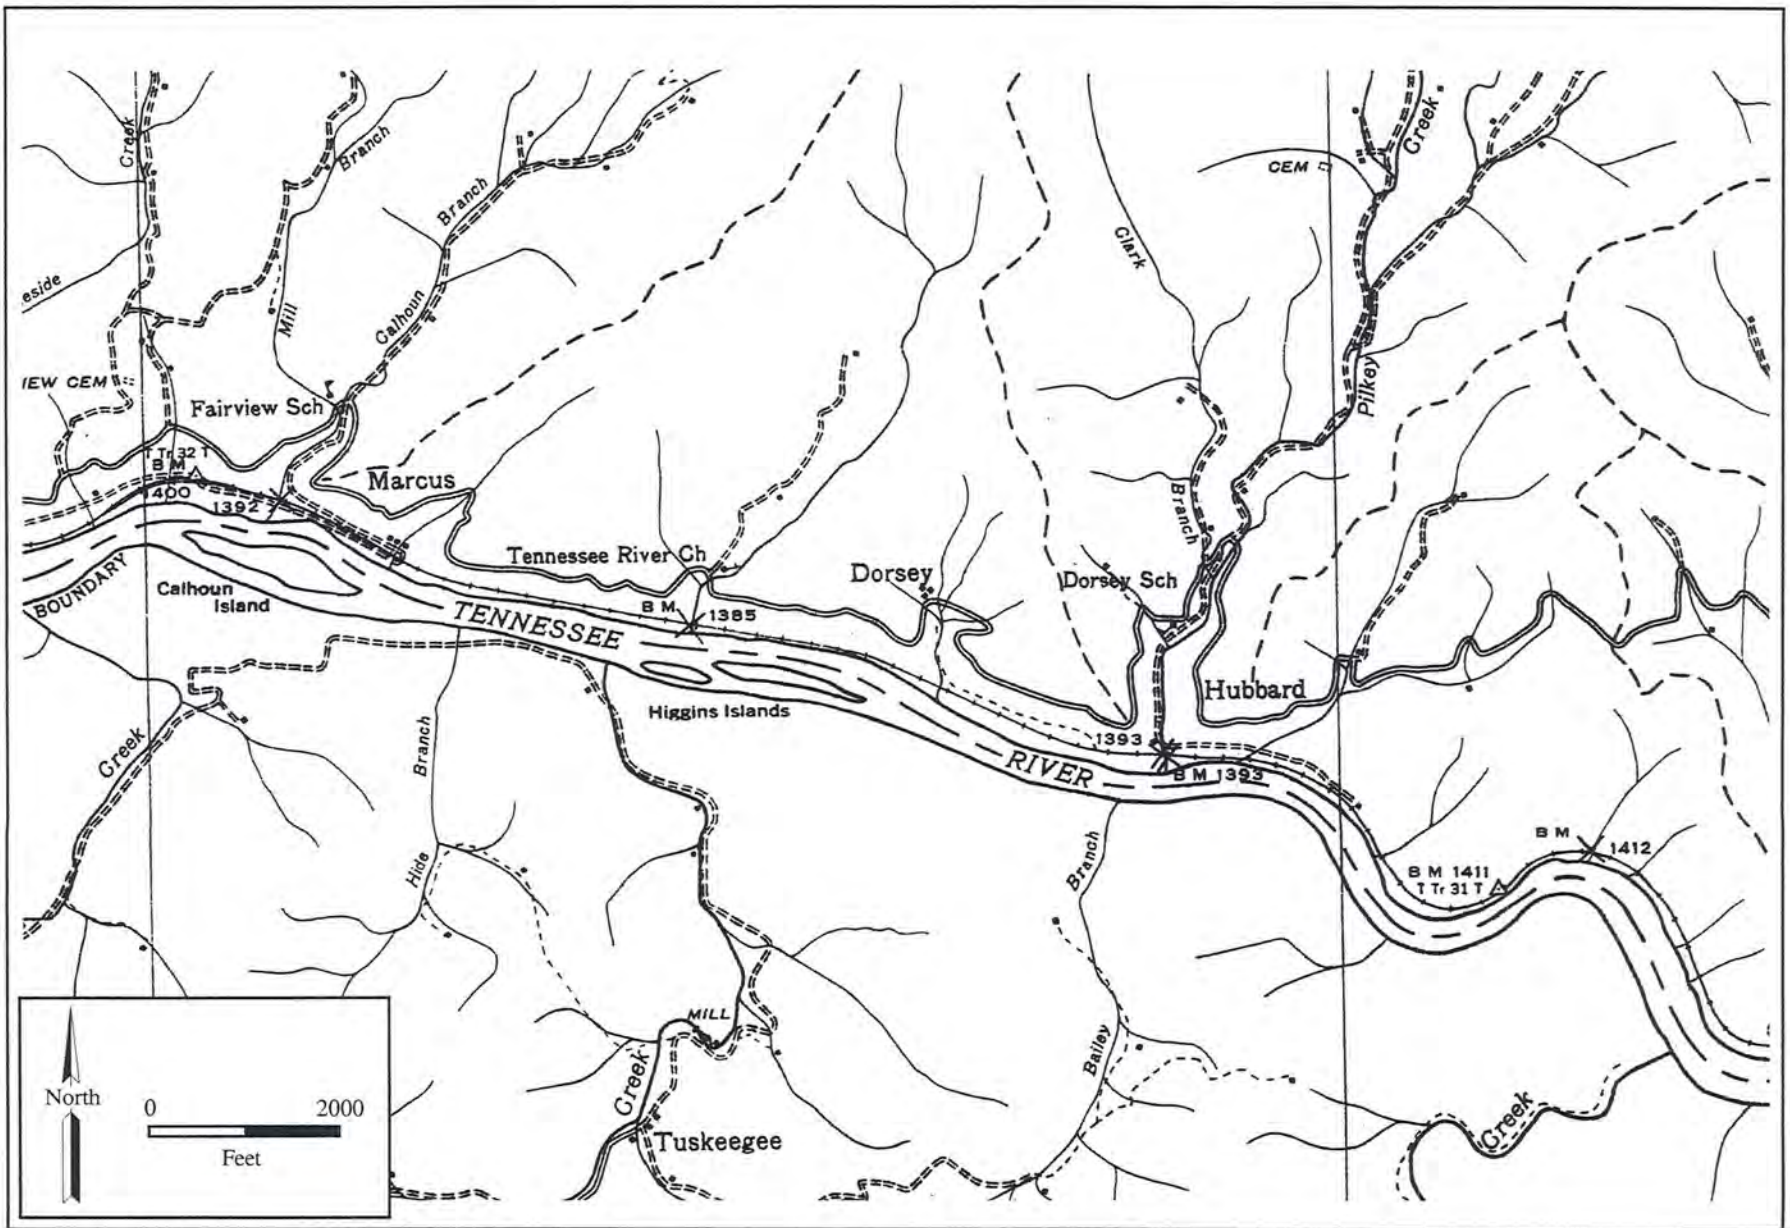 Creek
Branch
Branch
Creek
CEM
Clark
eside
Mill
Calhoun
Pilkey
IEW CEM
Fairview Sch
T Tr 32 T
B M
1400
1392
Marcus
Branch
Tennessee River Ch
Dorsey
Dorsey Sch
BOUNDARY
Calhoun
Island
TENNESSEE
B M
1385
Hubbard
Higgins Islands
Creek
Branch
1393
RIVER
B M 1393
Hide
Branch
B M
1412
B M 1411
T Tr 31 T
MILL
Bailey
Creek
Creek
Tuskeegee
North
0
2000
Feet